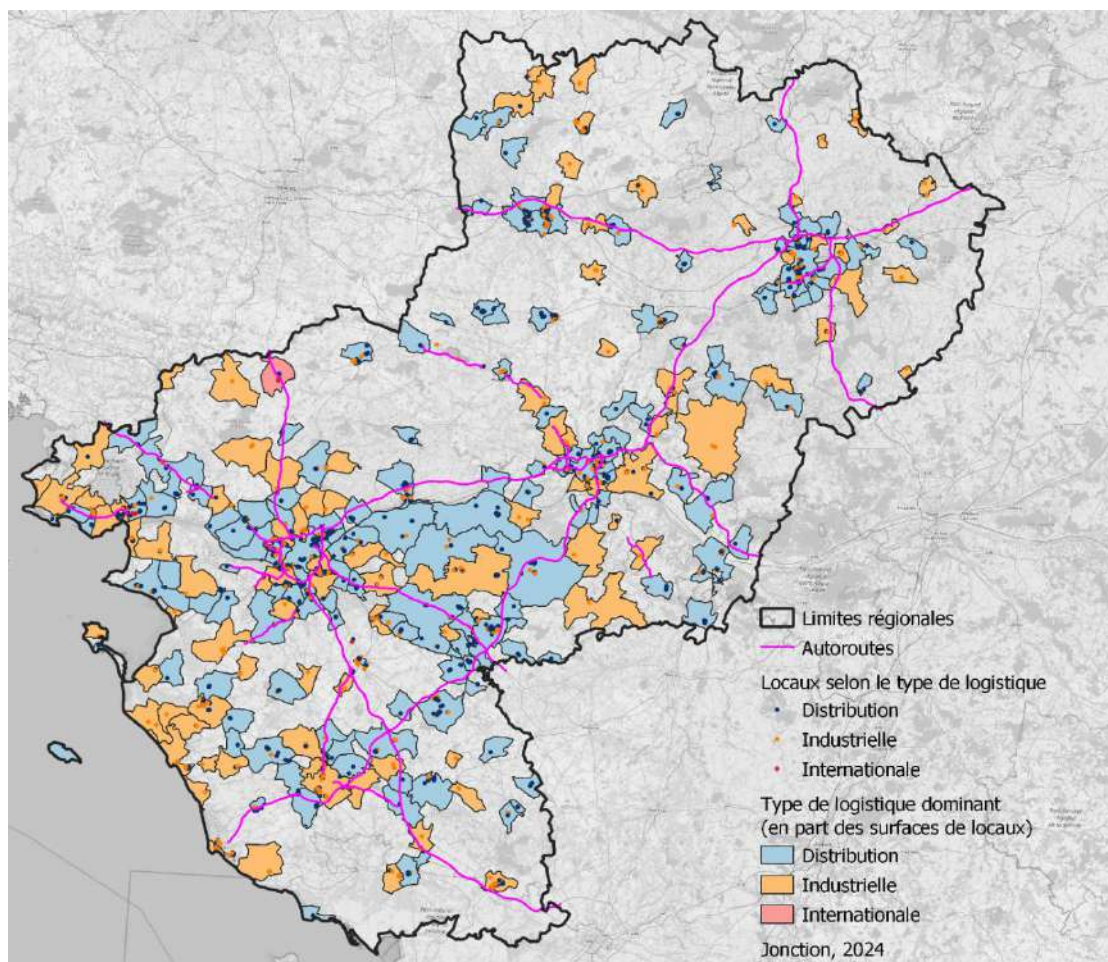 Limites régionales
Autoroutes
Locaux selon le type de logistique
Distribution
Industrielle
Internationale
Type de logistique dominant
(en part des surfaces de locaux)
Distribution
Industrielle
Internationale
Jonction, 2024